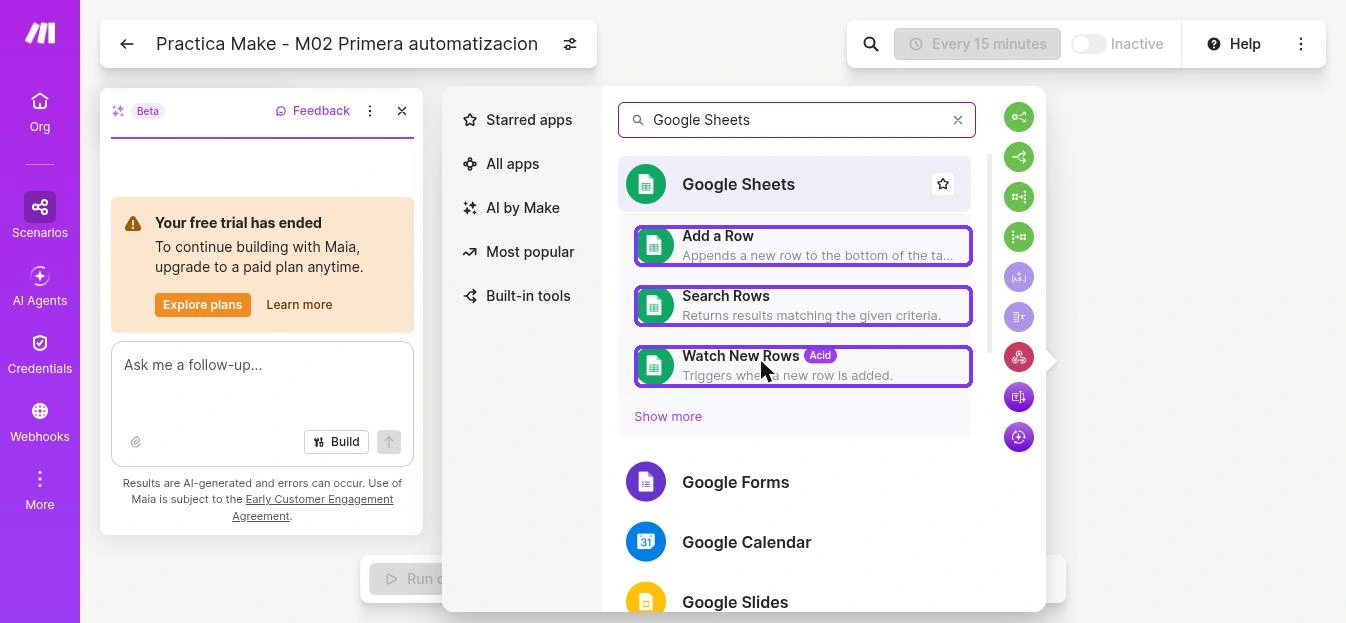 Practica Make - M02 Primera automatizacion
Every 15 minutes
Inactive
Help
Org
Scenarios
AI Agents
Credentials
Webhooks
More
Beta
Feedback
Your free trial has ended
To continue building with Maia,
upgrade to a paid plan anytime.
Explore plans
Learn more
Ask me a follow-up...
Build
Results are AI-generated and errors can occur. Use of
Maia is subject to the Early Customer Engagement
Agreement.
Starred apps
All apps
AI by Make
Most popular
Built-in tools
Google Sheets
Google Sheets
Add a Row
Appends a new row to the bottom of the ta...
Search Rows
Returns results matching the given criteria.
Watch New Rows Acid
Triggers when a new row is added.
Show more
Google Forms
31
Google Calendar
Google Slides
Run